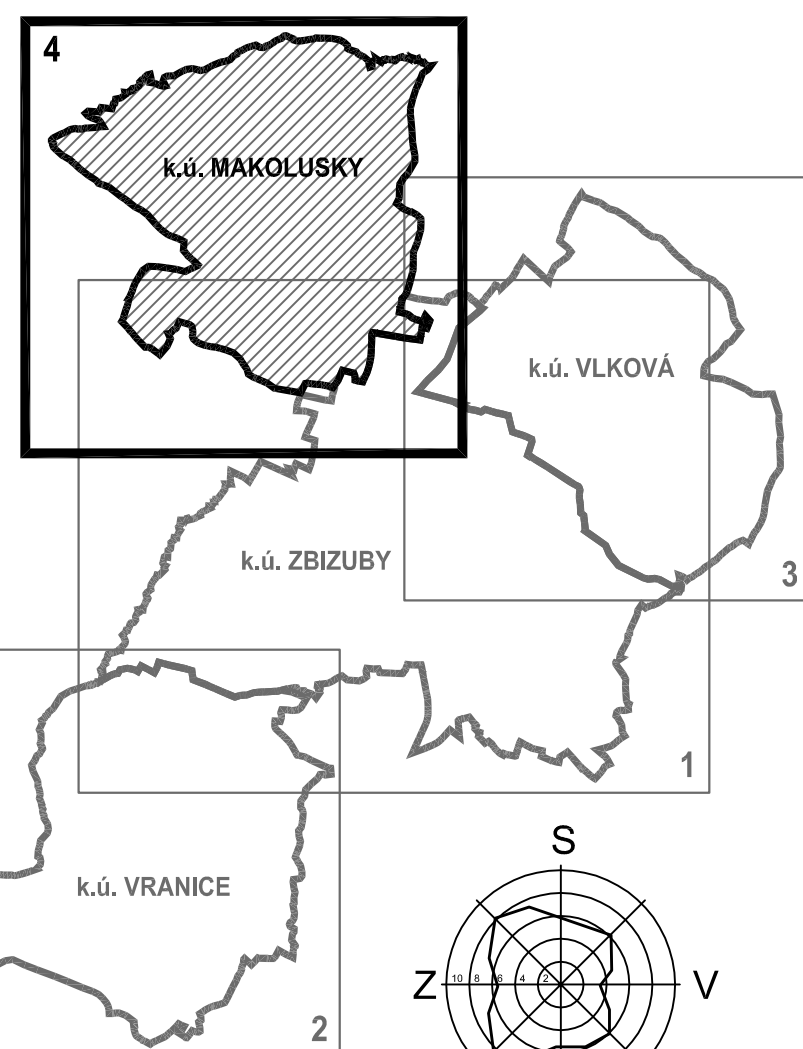 4
k.ú. MAKOLUSKY
k.ú. VLKOVÁ
k.ú. ZBIZUBY
3
1
k.ú. VRANICE
2
S
Z
10 8 6 4 2
V